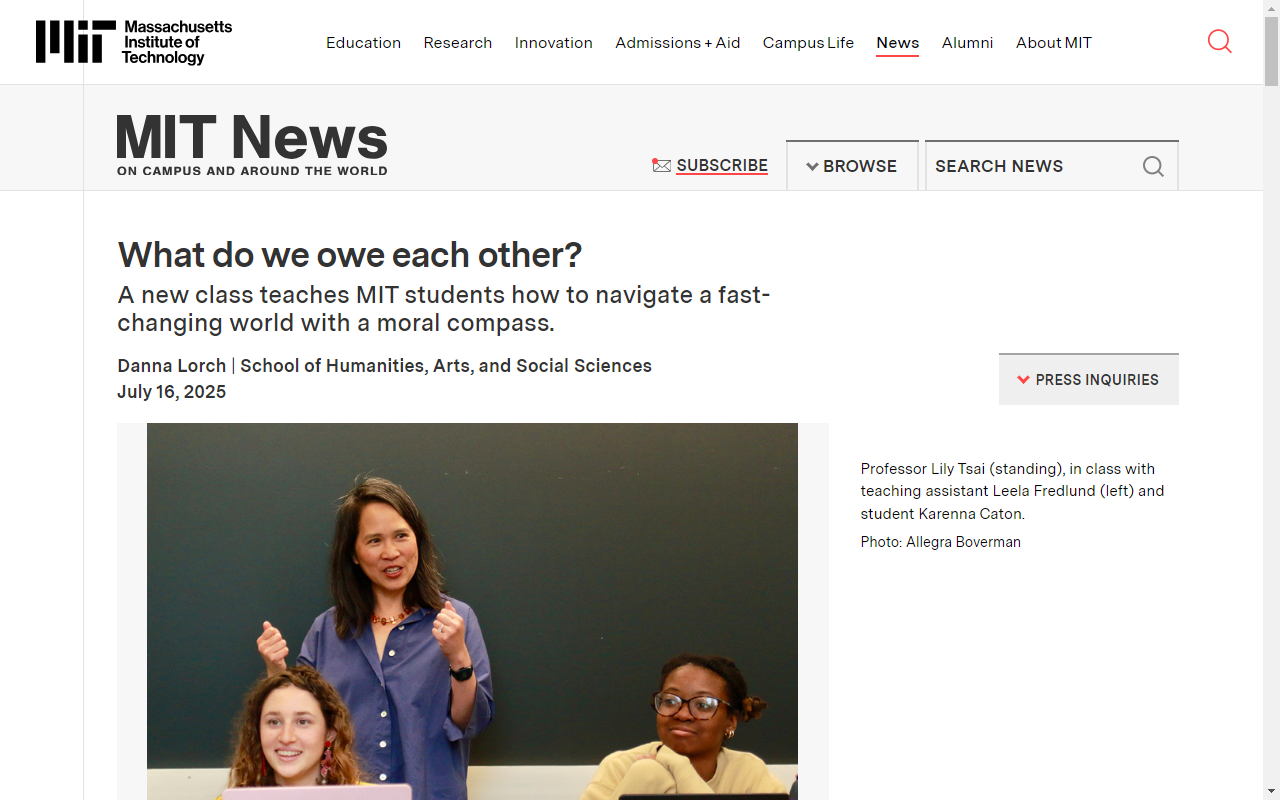 Massachusetts
Institute of
Technology
Education
Research
Innovation
Admissions + Aid
Campus Life
News
Alumni
About MIT
MIT News
ON CAMPUS AND AROUND THE WORLD
SUBSCRIBE
BROWSE
SEARCH NEWS
What do we owe each other?
A new class teaches MIT students how to navigate a fast-
changing world with a moral compass.
Danna Lorch | School of Humanities, Arts, and Social Sciences
July 16, 2025
PRESS INQUIRIES
Professor Lily Tsai (standing), in class with
teaching assistant Leela Fredlund (left) and
student Karenna Caton.
Photo: Allegra Boverman